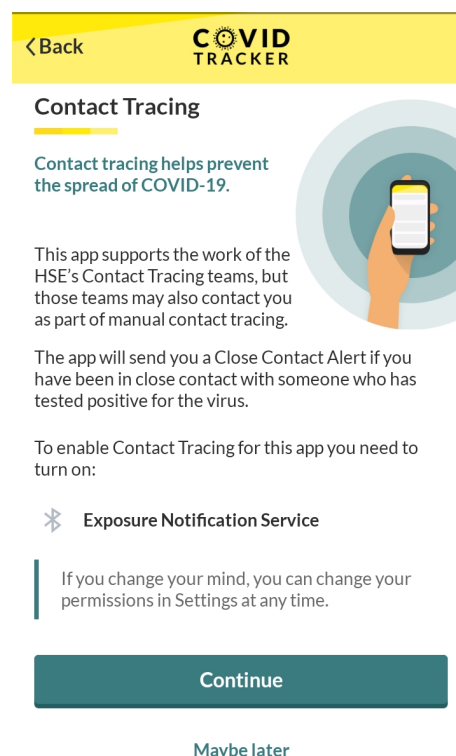 Back
COVID
TRACKER
Contact Tracing
Contact tracing helps prevent
the spread of COVID-19.
This app supports the work of the
HSE's Contact Tracing teams, but
those teams may also contact you
as part of manual contact tracing.
The app will send you a Close Contact Alert if you
have been in close contact with someone who has
tested positive for the virus.
To enable Contact Tracing for this app you need to
turn on:
Exposure Notification Service
If you change your mind, you can change your
permissions in Settings at any time.
Continue
Maybe later